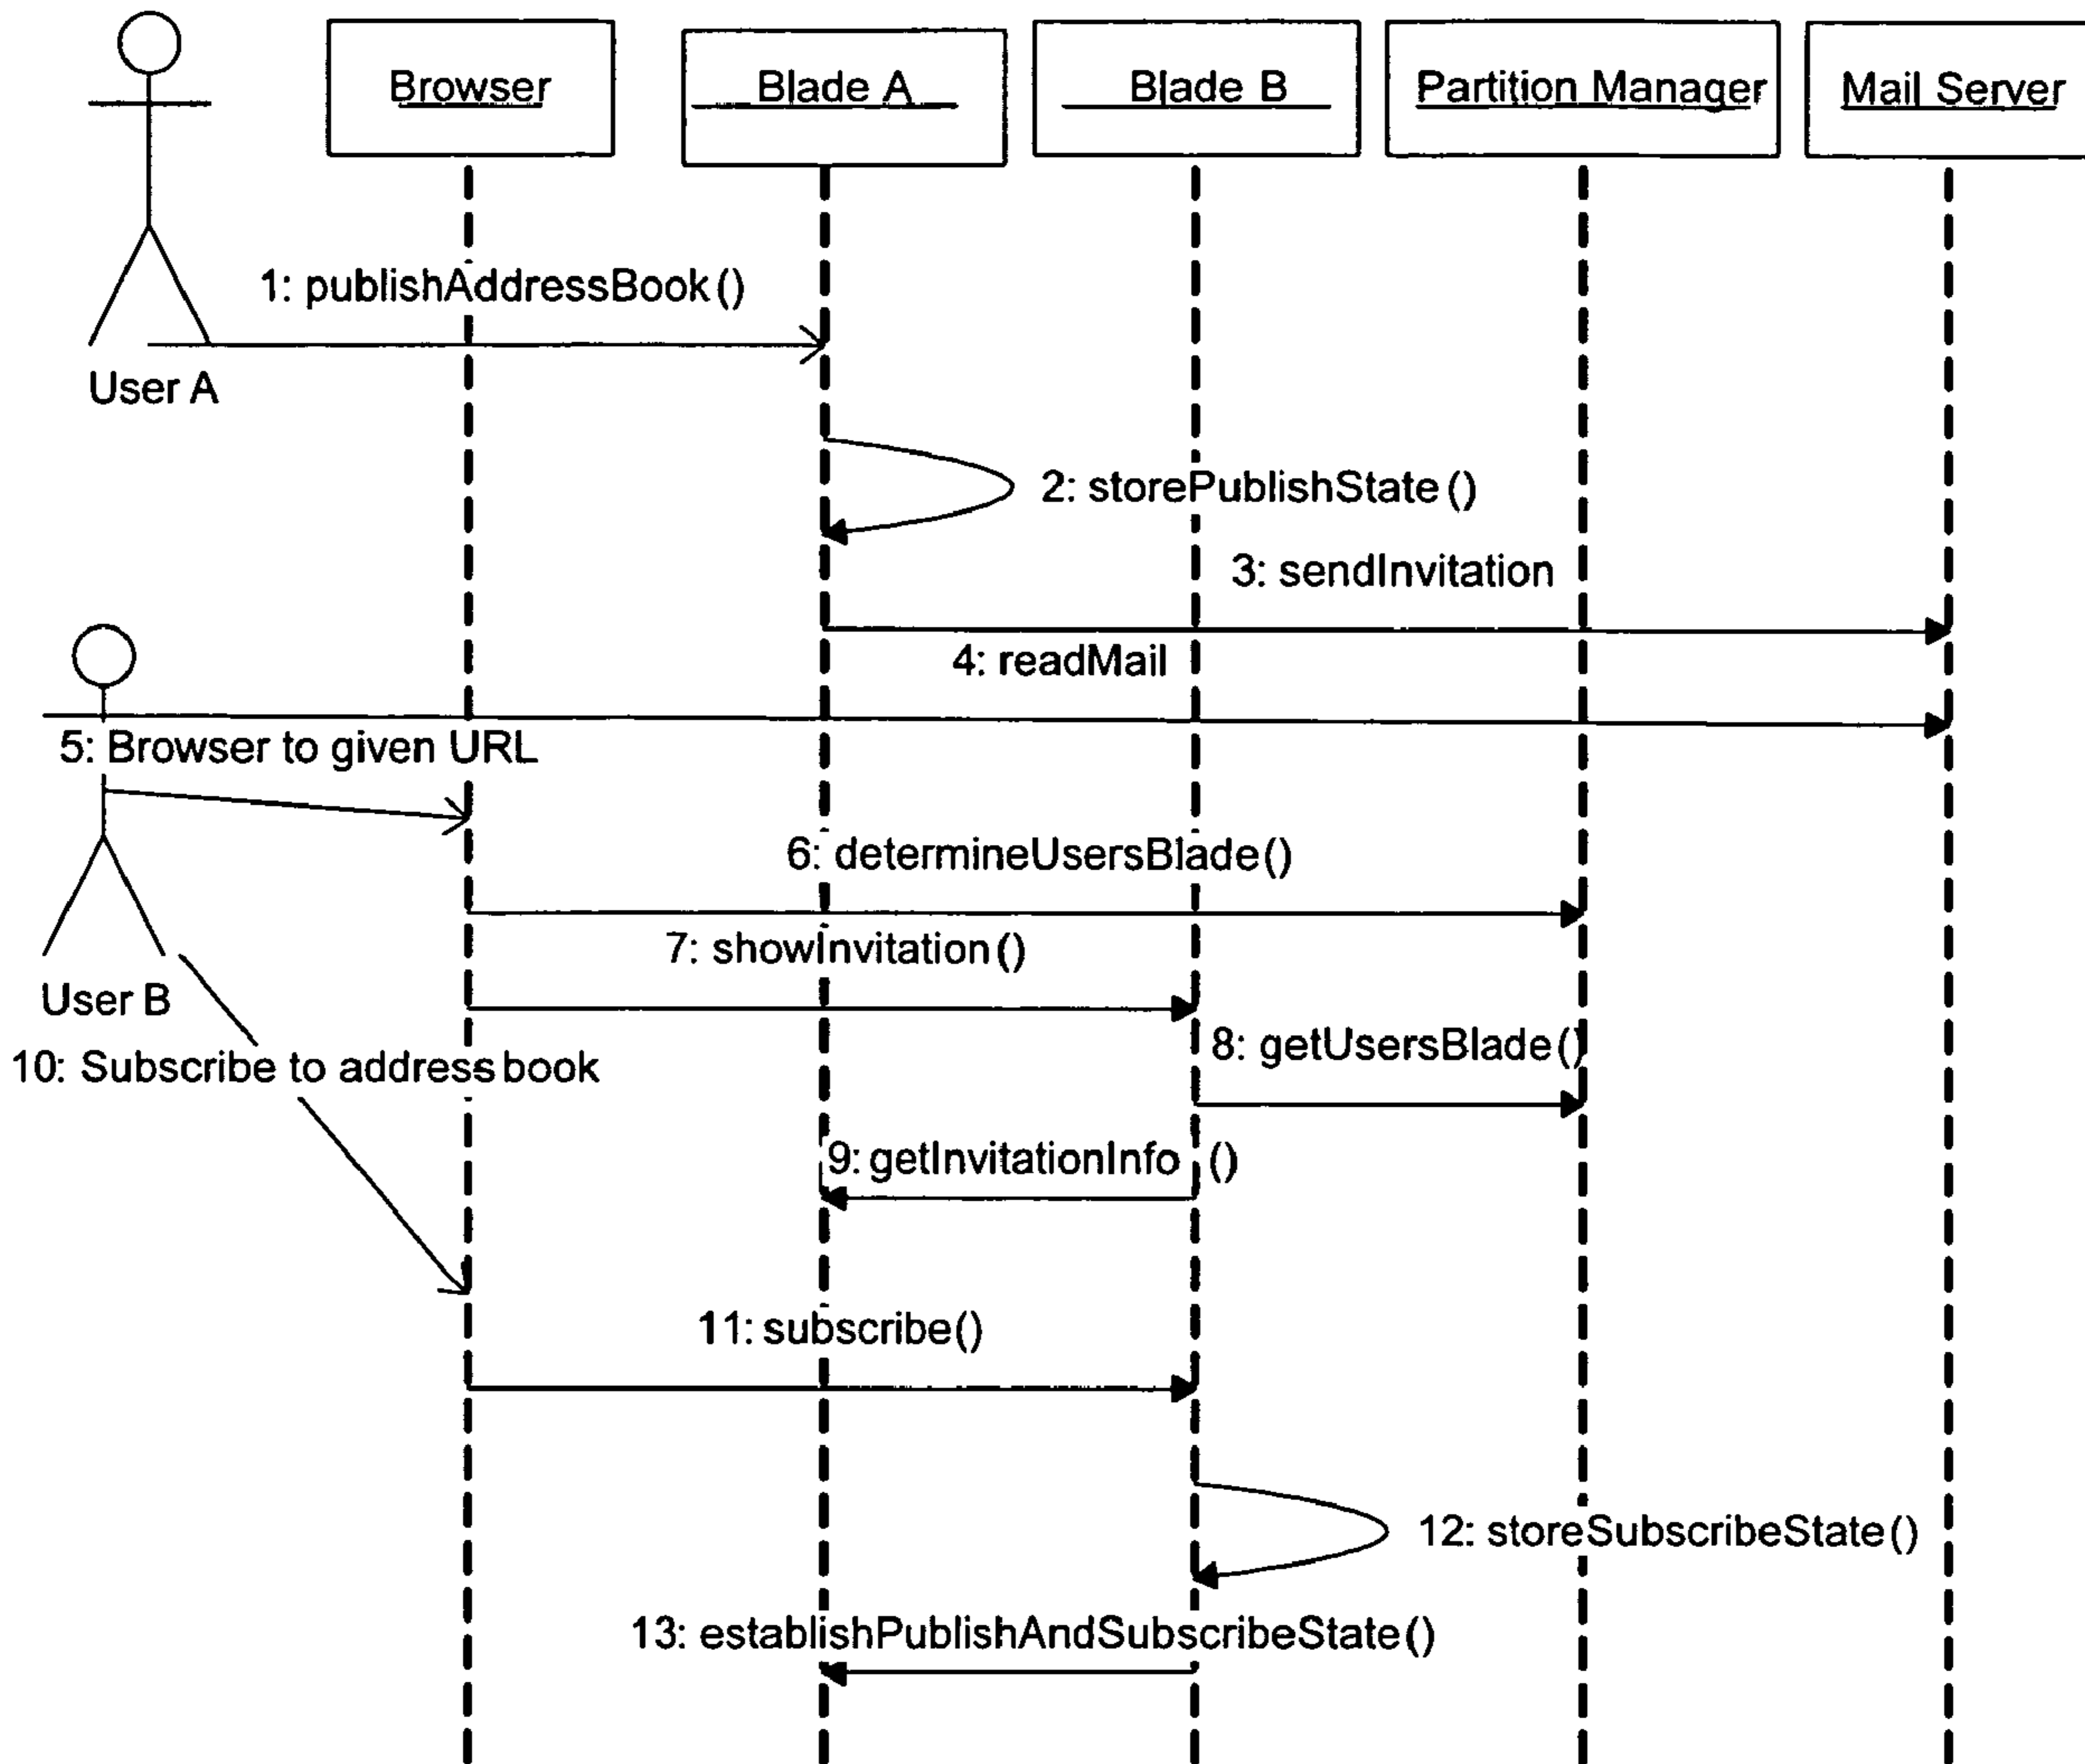 Browser
Blade A
Blade B
Partition Manager
Mail Server
1: publishAddressBook()
User A
2: storePublishState()
3: sendInvitation
4: readMail
5: Browser to given URL
6: determineUsersBlade()
7: showInvitation()
User B
8: getUsersBlade()
10: Subscribe to address book
9: getInvitationInfo ()
11: subscribe()
12: storeSubscribeState()
13: establishPublishAndSubscribeState()